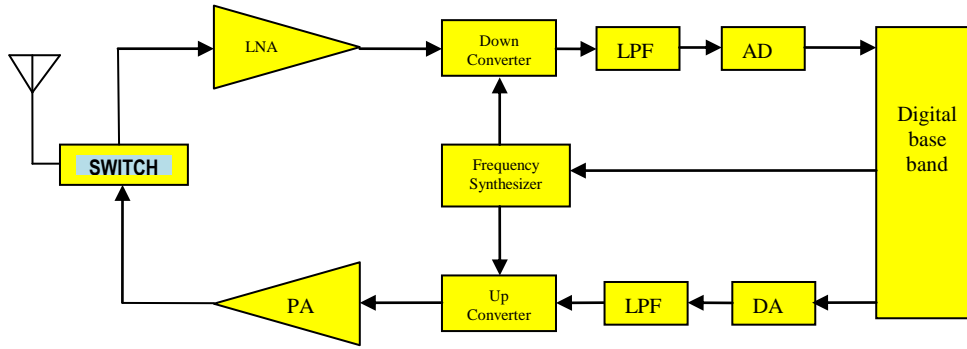 LNA
Down
Converter
LPF
AD
Digital
base
band
SWITCH
Frequency
Synthesizer
PA
Up
Converter
LPF
DA